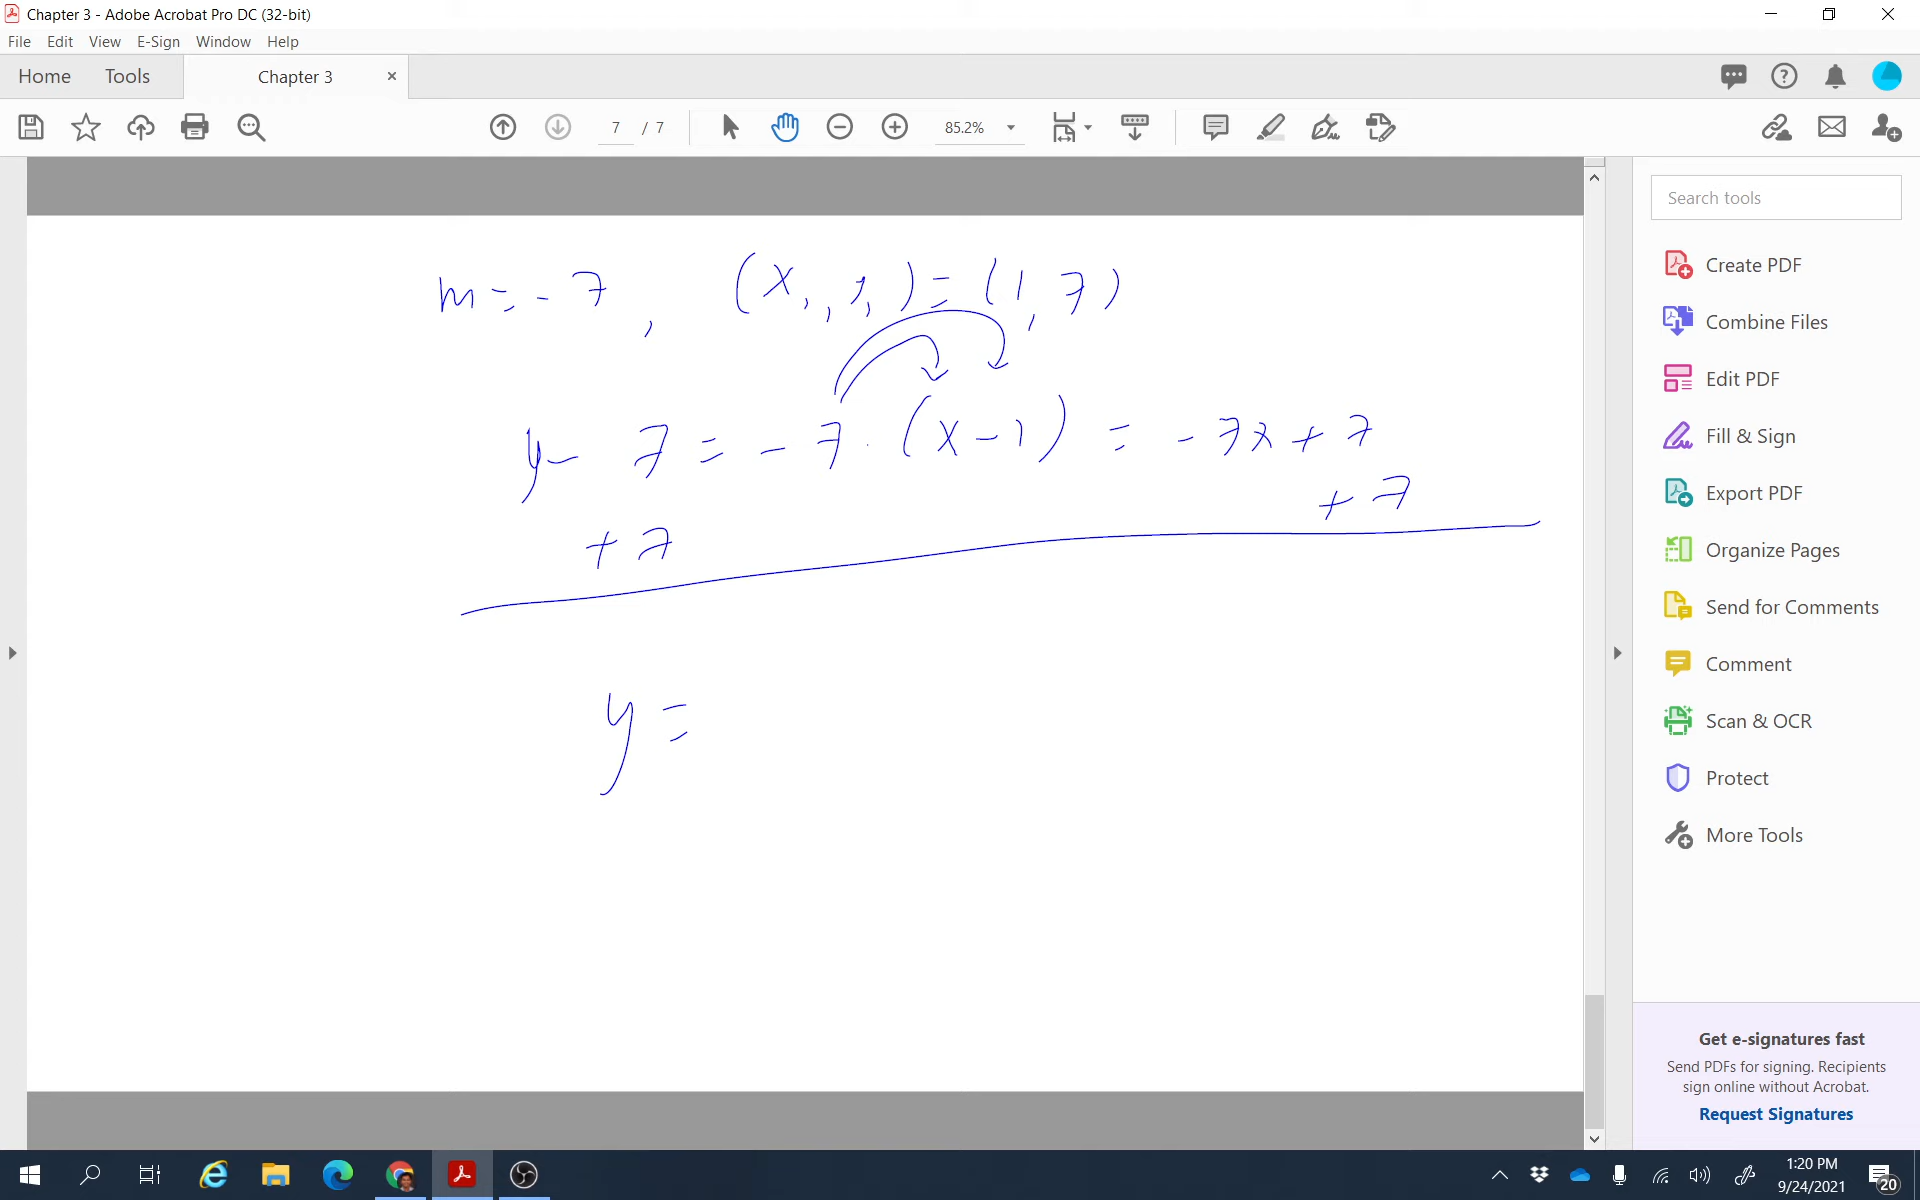 Chapter 3 - Adobe Acrobat Pro DC (32-bit)
File Edit View E-Sign Window Help
Home Tools Chapter 3 ×
7 / 7 85.2%
Search tools
Create PDF
Combine Files
Edit PDF
Fill & Sign
Export PDF
Organize Pages
Send for Comments
Comment
Scan & OCR
Protect
More Tools
m = -7 , (x₁, y₁) = (1, 7)
y - 7 = -7 · (x - 1) = -7x + 7
+ 7 + 7
y =
Get e-signatures fast
Send PDFs for signing. Recipients
sign online without Acrobat.
Request Signatures
1:20 PM
9/24/2021
20